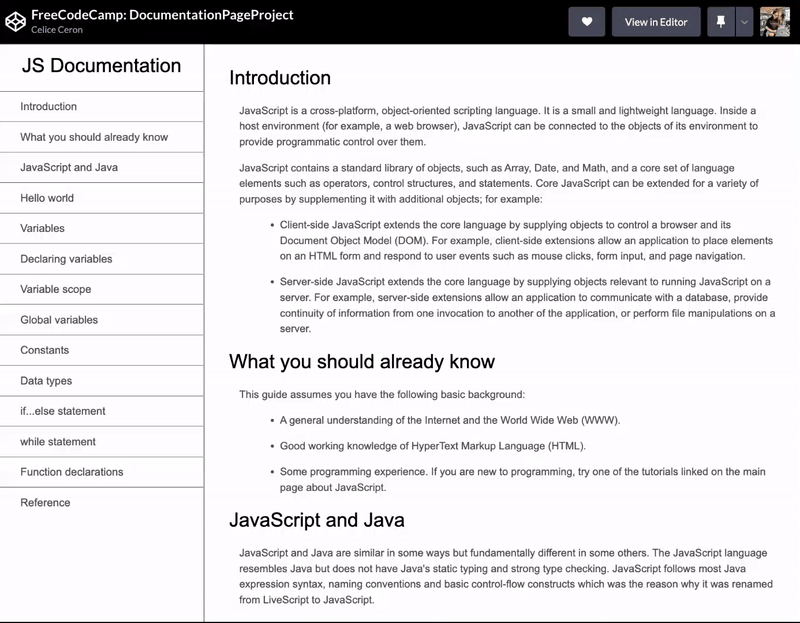 FreeCodeCamp: DocumentationPageProject
Celice Ceron
View in Editor
JS Documentation
Introduction
What you should already know
JavaScript and Java
Hello world
Variables
Declaring variables
Variable scope
Global variables
Constants
Data types
if...else statement
while statement
Function declarations
Reference
Introduction
JavaScript is a cross-platform, object-oriented scripting language. It is a small and lightweight language. Inside a
host environment (for example, a web browser), JavaScript can be connected to the objects of its environment to
provide programmatic control over them.
JavaScript contains a standard library of objects, such as Array, Date, and Math, and a core set of language
elements such as operators, control structures, and statements. Core JavaScript can be extended for a variety of
purposes by supplementing it with additional objects; for example:
• Client-side JavaScript extends the core language by supplying objects to control a browser and its
Document Object Model (DOM). For example, client-side extensions allow an application to place elements
on an HTML form and respond to user events such as mouse clicks, form input, and page navigation.
• Server-side JavaScript extends the core language by supplying objects relevant to running JavaScript on a
server. For example, server-side extensions allow an application to communicate with a database, provide
continuity of information from one invocation to another of the application, or perform file manipulations on a
server.
What you should already know
This guide assumes you have the following basic background:
• A general understanding of the Internet and the World Wide Web (WWW).
• Good working knowledge of HyperText Markup Language (HTML).
• Some programming experience. If you are new to programming, try one of the tutorials linked on the main
page about JavaScript.
JavaScript and Java
JavaScript and Java are similar in some ways but fundamentally different in some others. The JavaScript language
resembles Java but does not have Java's static typing and strong type checking. JavaScript follows most Java
expression syntax, naming conventions and basic control-flow constructs which was the reason why it was renamed
from LiveScript to JavaScript.